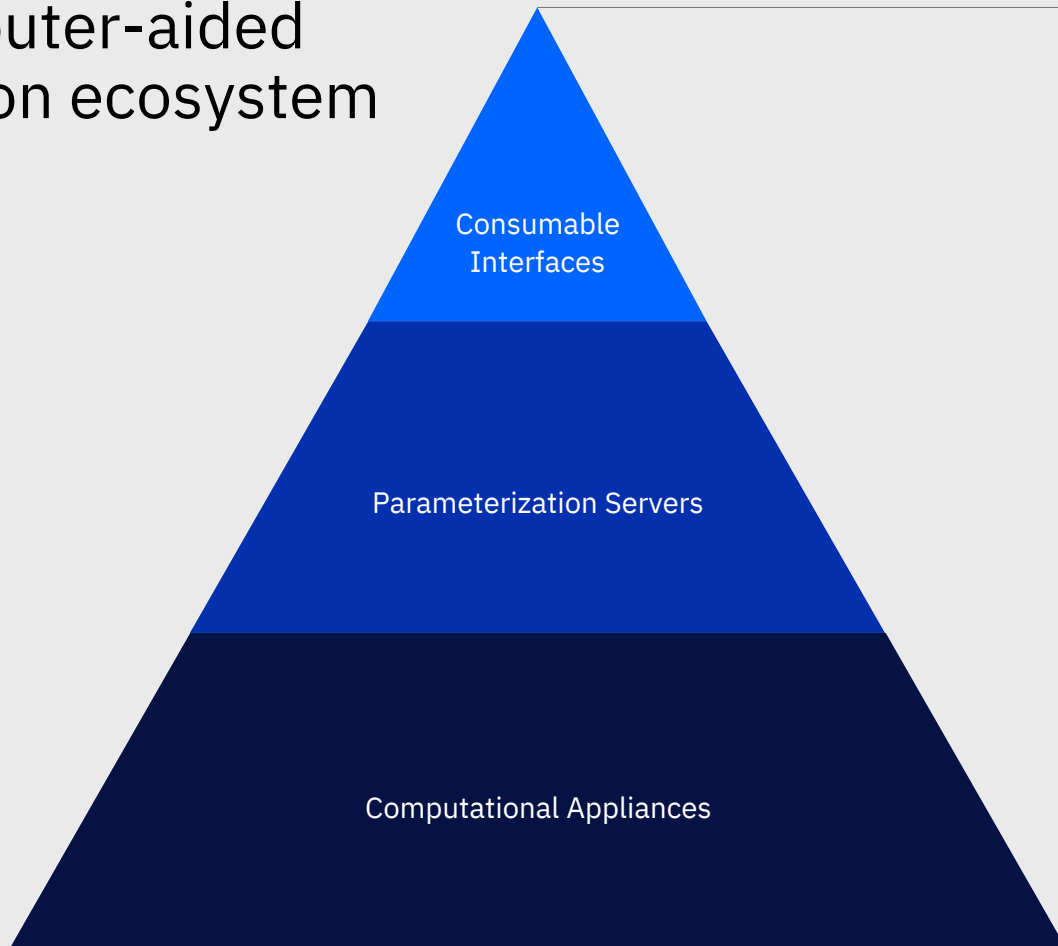 uter-aided
on ecosystem
Consumable
Interfaces
Parameterization Servers
Computational Appliances